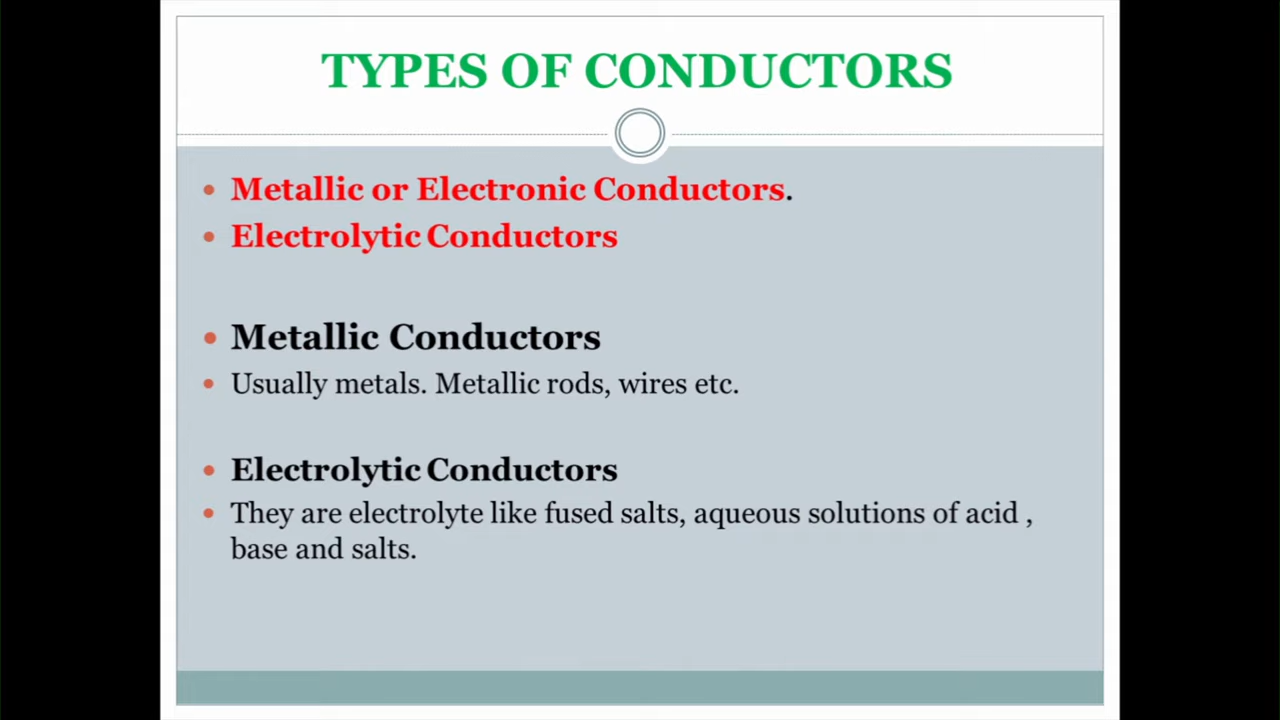 TYPES OF CONDUCTORS
• Metallic or Electronic Conductors.
• Electrolytic Conductors
• Metallic Conductors
• Usually metals. Metallic rods, wires etc.
• Electrolytic Conductors
• They are electrolyte like fused salts, aqueous solutions of acid ,
base and salts.